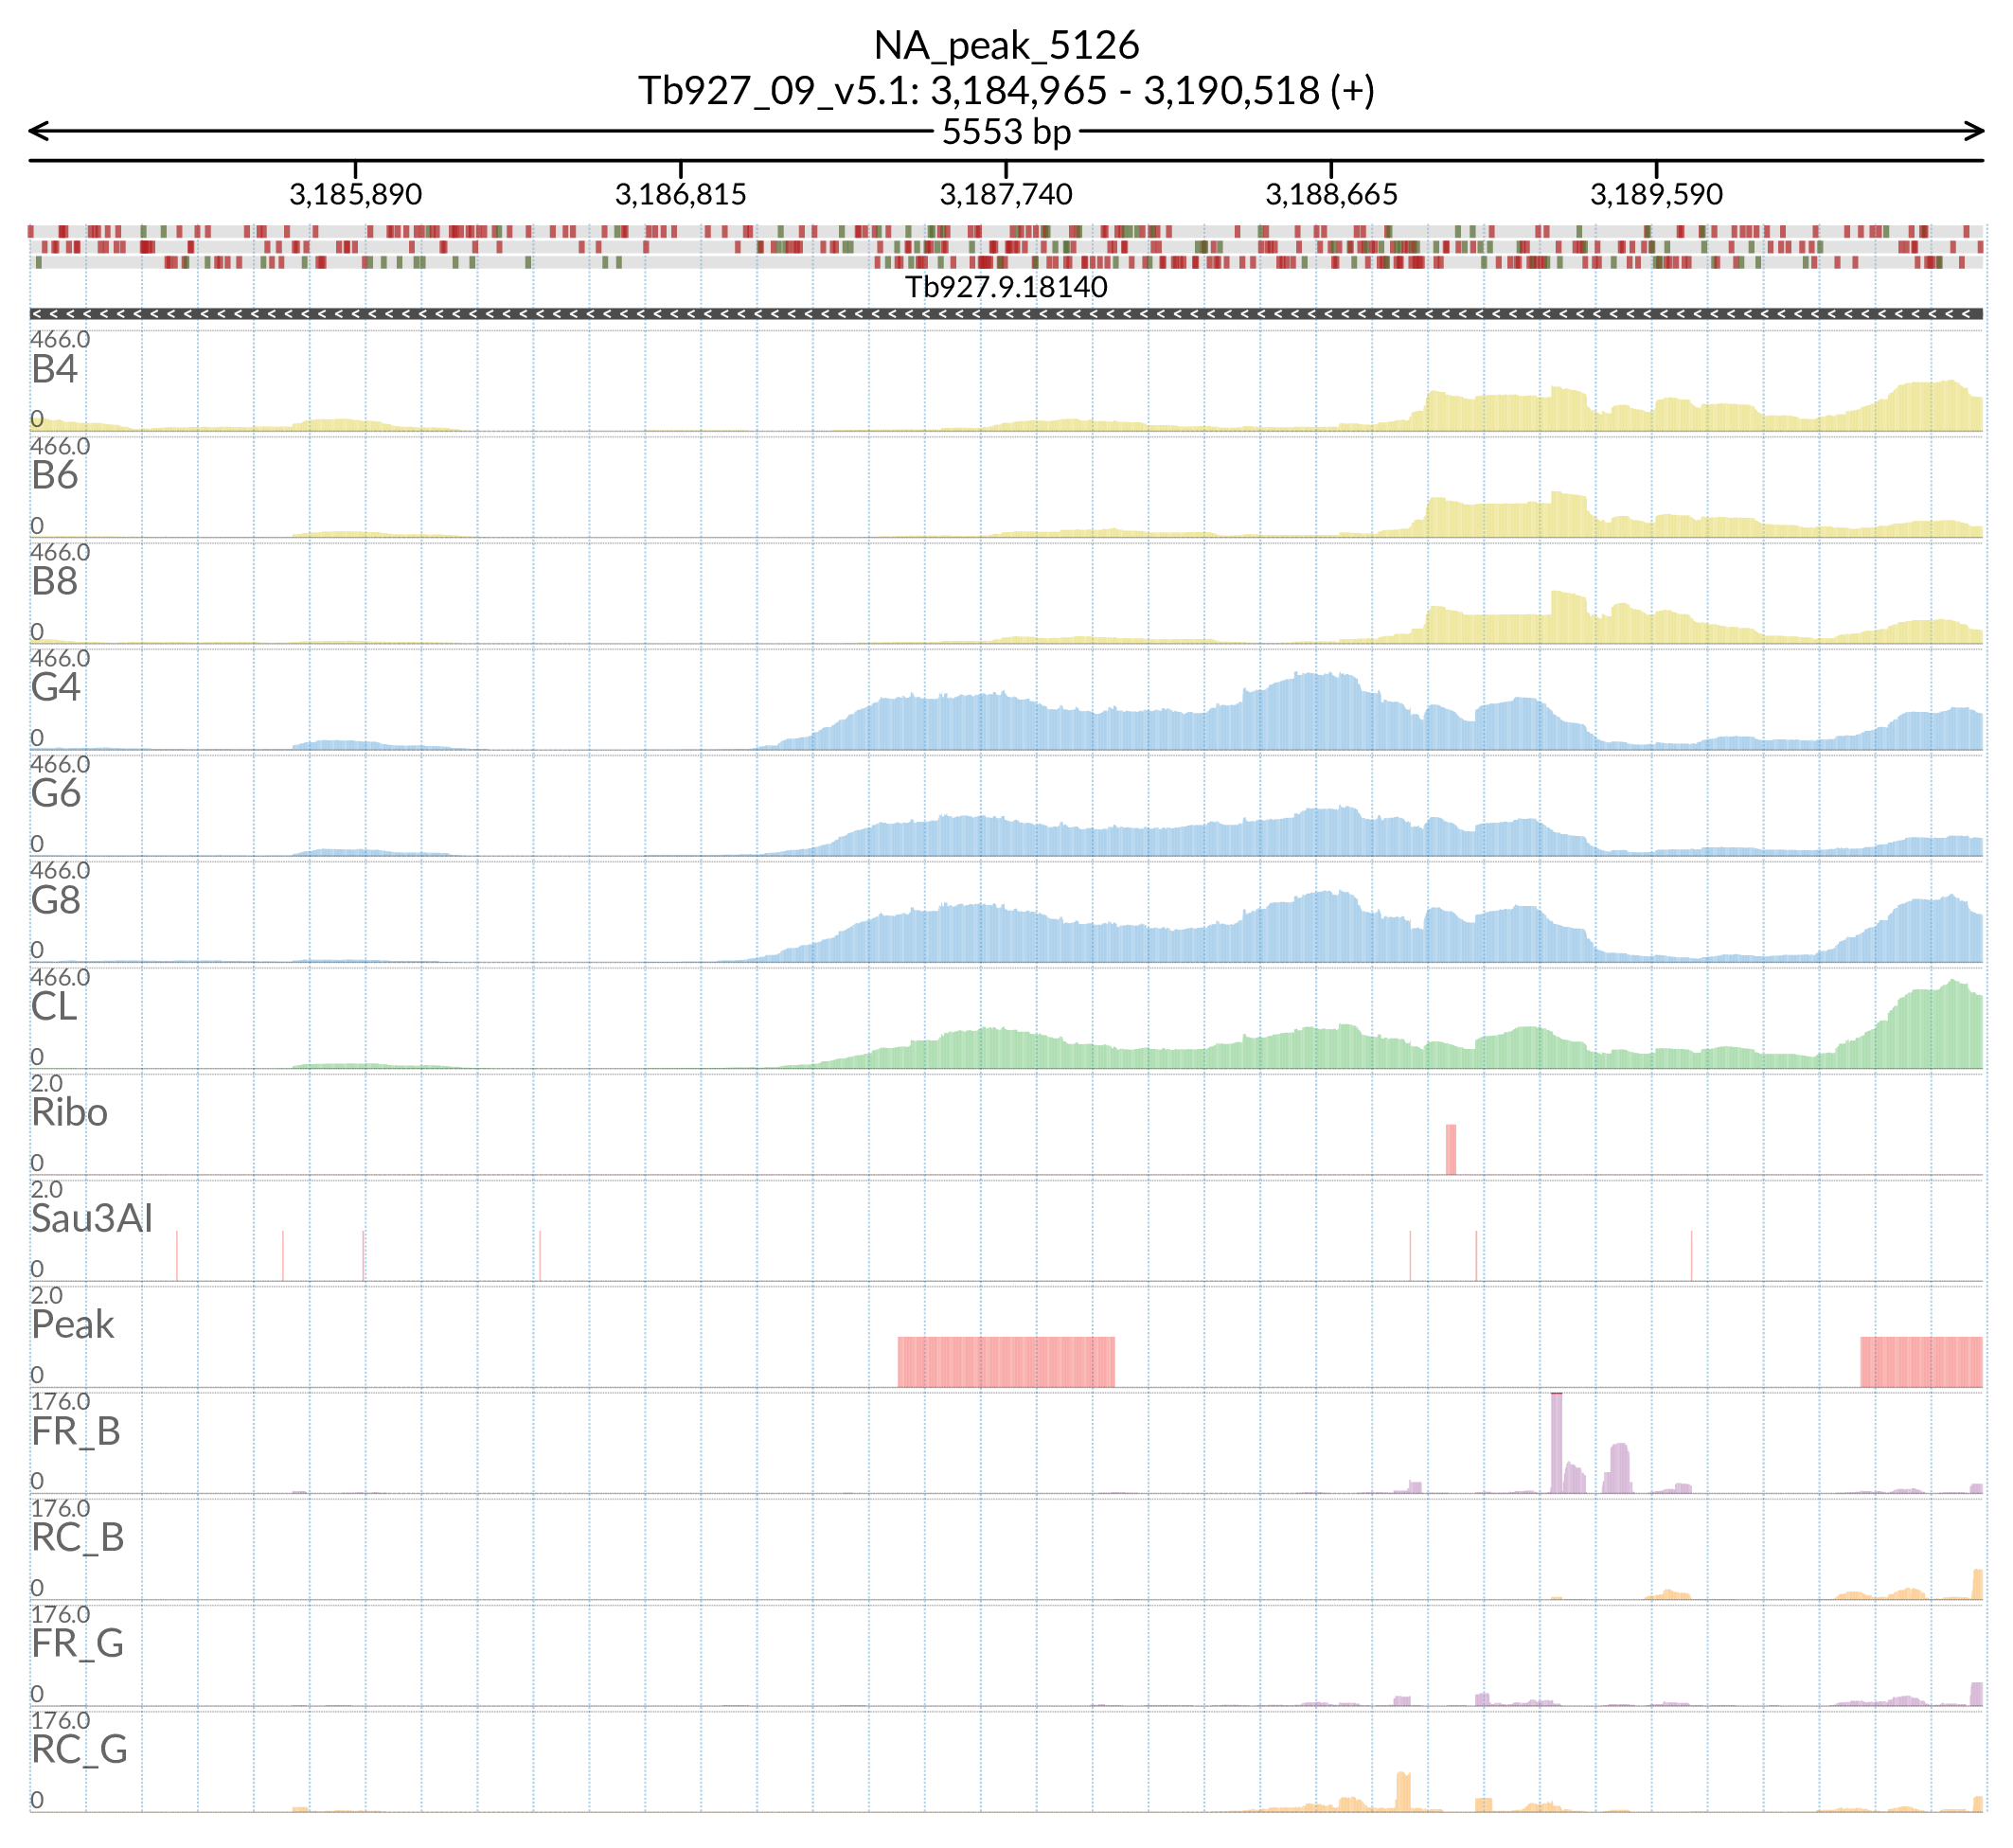 NA_peak_5126
Tb927_09_v5.1: 3,184,965 - 3,190,518 (+)
5553 bp
3,185,890 3,186,815 3,187,740 3,188,665 3,189,590
Tb927.9.18140
466.0
B4
0
466.0
B6
0
466.0
B8
0
466.0
G4
0
466.0
G6
0
466.0
G8
0
466.0
CL
0
2.0
Ribo
0
2.0
Sau3AI
0
2.0
Peak
0
176.0
FR_B
0
176.0
RC_B
0
176.0
FR_G
0
176.0
RC_G
0